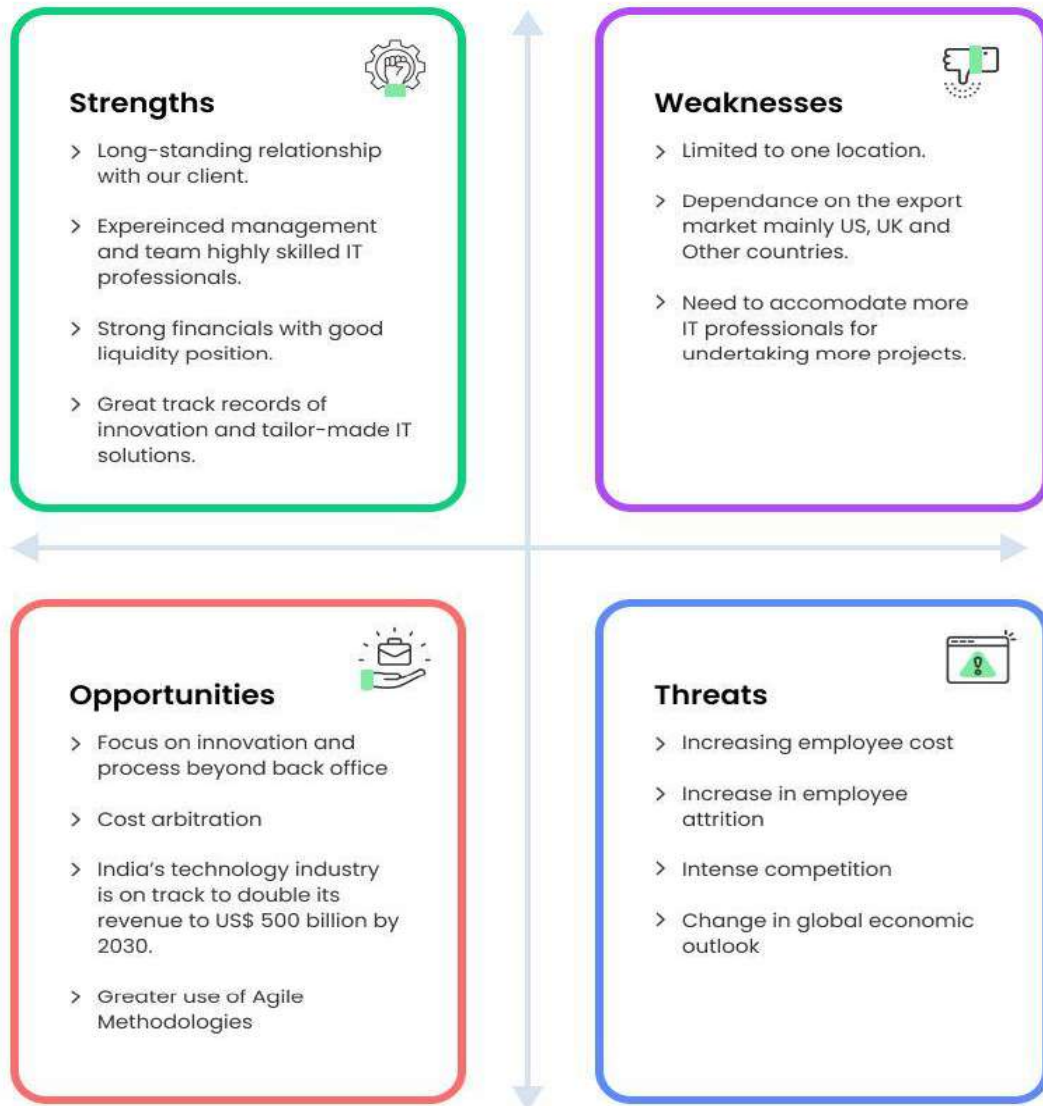 Strengths
> Long-standing relationship
with our client.
> Expereinced management
and team highly skilled IT
professionals.
> Strong financials with good
liquidity position.
> Great track records of
innovation and tailor-made IT
solutions.
Weaknesses
> Limited to one location.
> Dependance on the export
market mainly US, UK and
Other countries.
> Need to accomodate more
IT professionals for
undertaking more projects.
Opportunities
> Focus on innovation and
process beyond back office
> Cost arbitration
> India’s technology industry
is on track to double its
revenue to US$ 500 billion by
2030.
> Greater use of Agile
Methodologies
Threats
> Increasing employee cost
> Increase in employee
attrition
> Intense competition
> Change in global economic
outlook